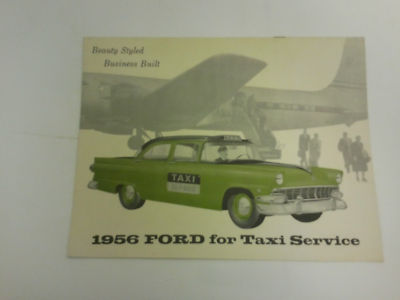 Beauty Styled
Business Built
TAXI
1956 FORD for Taxi Service